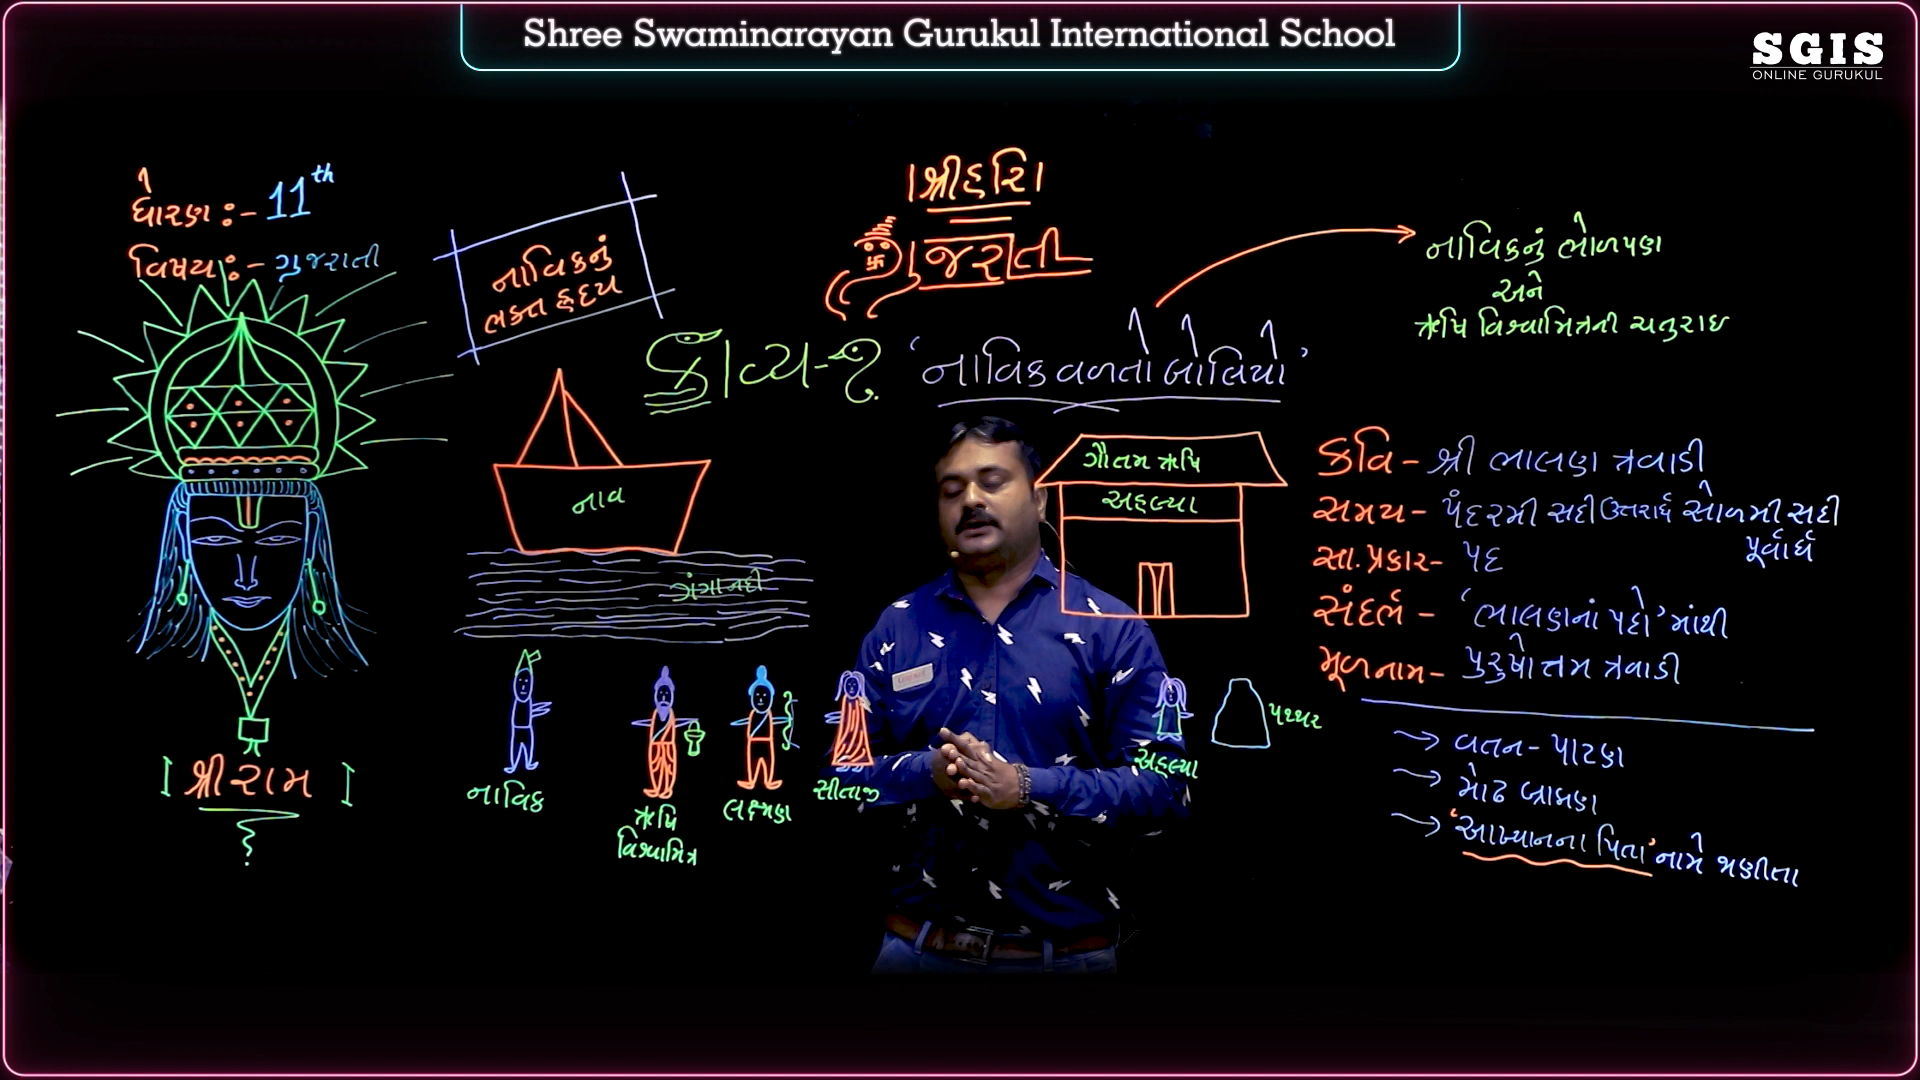 Shree Swaminarayan Gurukul International School
SGIS
ONLINE GURUKUL
ધોરણ :- 11th
વિષય :- ગુજરાતી
નાવિકનું
ભક્ત હૃદય
।શ્રીહરિ।
ગુજરાતી
કાવ્ય-૨ 'નાવિક વળતો બોલિયો'
નાવિકનું ભોળપણ
અને
ઋષિ વિશ્વામિત્રની ચતુરાઇ
નાવ
ગંગા નદી
ગૌતમ ઋષિ
અહલ્યા
કવિ - શ્રી ભાલણ ત્રવાડી
સમય - પંદરમી સદી ઉત્તરાર્ધ સોળમી સદી
પૂર્વાર્ધ
સા. પ્રકાર - પદ
સંદર્ભ - 'ભાલણનાં પદો' માંથી
મૂળ નામ - પુરુષોત્તમ ત્રવાડી
→ વતન - પાટણ
→ મોઢ બ્રાહ્મણ
→ 'આખ્યાનના પિતા' નામે જાણીતા
શ્રી રામ
નાવિક
ઋષિ
વિશ્વામિત્ર
લક્ષ્મણ
સીતાજી
અહલ્યા
પથ્થર